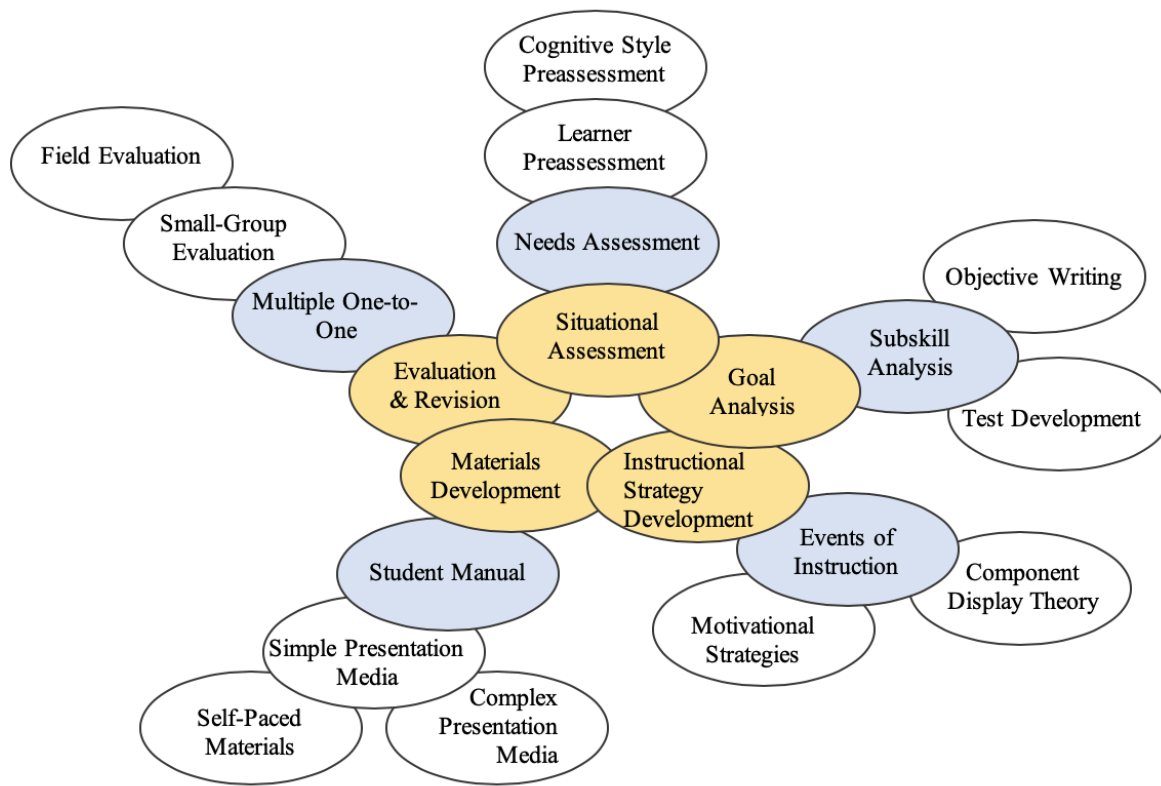 Cognitive Style
Preassessment
Learner
Preassessment
Needs Assessment
Situational
Assessment
Field Evaluation
Small-Group
Evaluation
Multiple One-to-
One
Evaluation
& Revision
Objective Writing
Subskill
Analysis
Test Development
Goal
Analysis
Materials
Development
Instructional
Strategy
Development
Events of
Instruction
Component
Display Theory
Motivational
Strategies
Student Manual
Simple Presentation
Media
Self-Paced
Materials
Complex
Presentation
Media